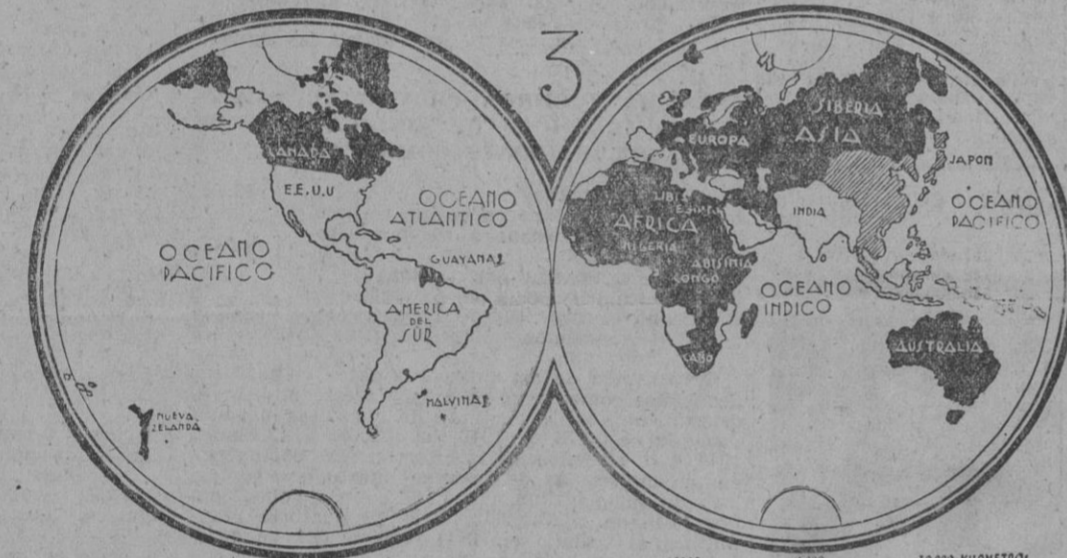 3
CANADA
E.E.U.U
OCEANO
ATLANTICO
OCEANO
PACIFICO
GUAYANAS
AMERICA
DEL
SUR
MALVINAS
NUEVA
ZELANDA
EUROPA
SIBERIA
ASIA
JAPON
INDIA
OCEANO
PACIFICO
AFRICA
NIGERIA
ABISINIA
CONGO
OCEANO
INDICO
CABO
AUSTRALIA